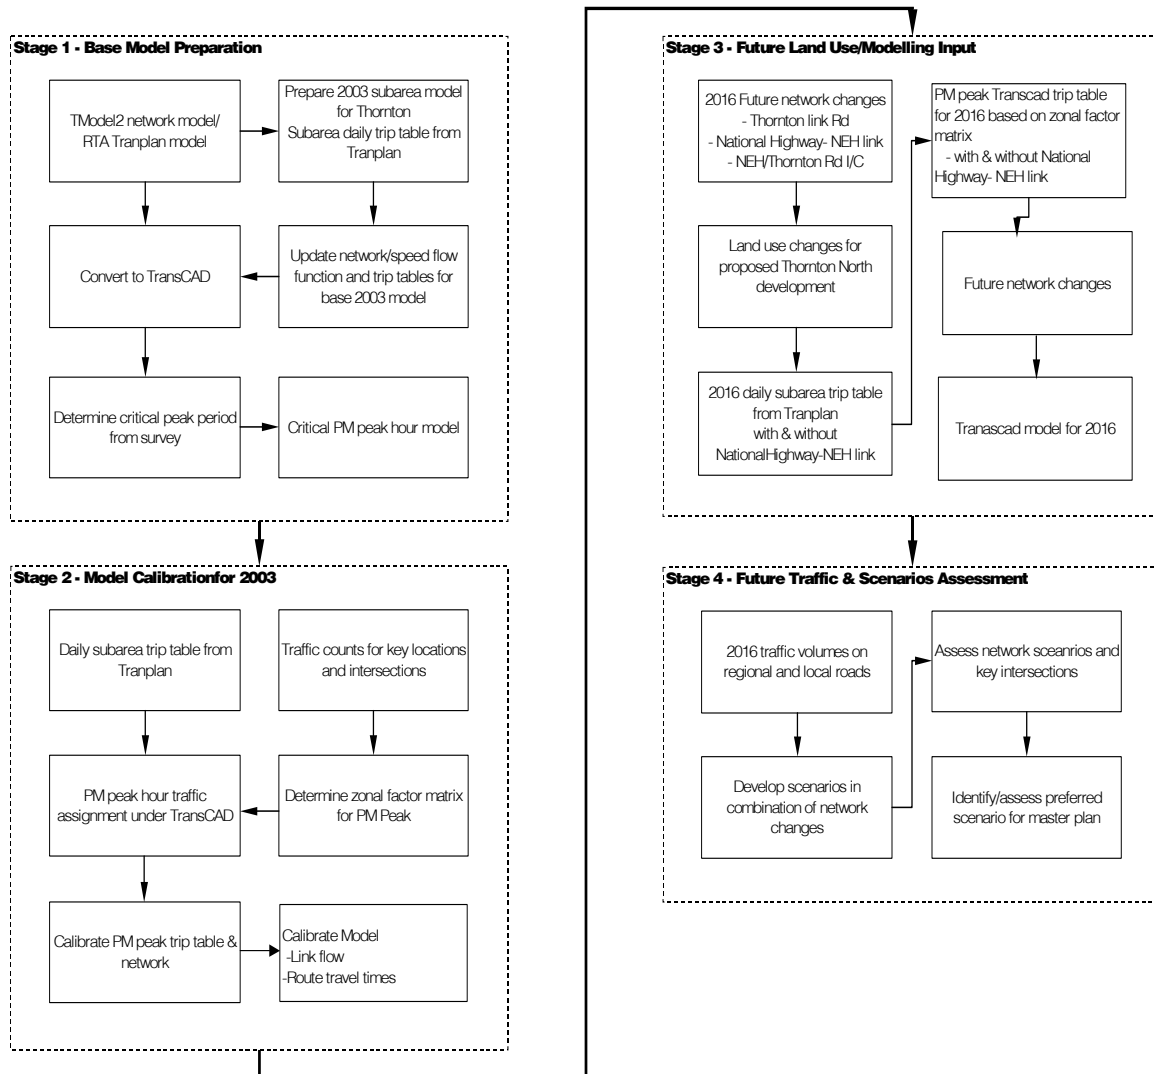 Stage 1 - Base Model Preparation
TModel2 network model/
RTA Tranplan model
Prepare 2003 subarea model
for Thornton
Subarea daily trip table from
Tranplan
Convert to TransCAD
Update network/speed flow
function and trip tables for
base 2003 model
Determine critical peak period
from survey
Critical PM peak hour model
Stage 2 - Model Calibrationfor 2003
Daily subarea trip table from
Tranplan
Traffic counts for key locations
and intersections
PM peak hour traffic
assignment under TransCAD
Determine zonal factor matrix
for PM Peak
Calibrate PM peak trip table &
network
Calibrate Model
-Link flow
-Route travel times
Stage 3 - Future Land Use/Modelling Input
2016 Future network changes
- Thornton link Rd
- National Highway- NEH link
- NEH/Thornton Rd I/C
PM peak Transcad trip table
for 2016 based on zonal factor
matrix
- with & without National
Highway- NEH link
Land use changes for
proposed Thornton North
development
Future network changes
2016 daily subarea trip table
from Tranplan
with & without
NationalHighway-NEH link
Tranascad model for 2016
Stage 4 - Future Traffic & Scenarios Assessment
2016 traffic volumes on
regional and local roads
Assess network sceanrios and
key intersections
Develop scenarios in
combination of network
changes
Identify/assess preferred
scenario for master plan